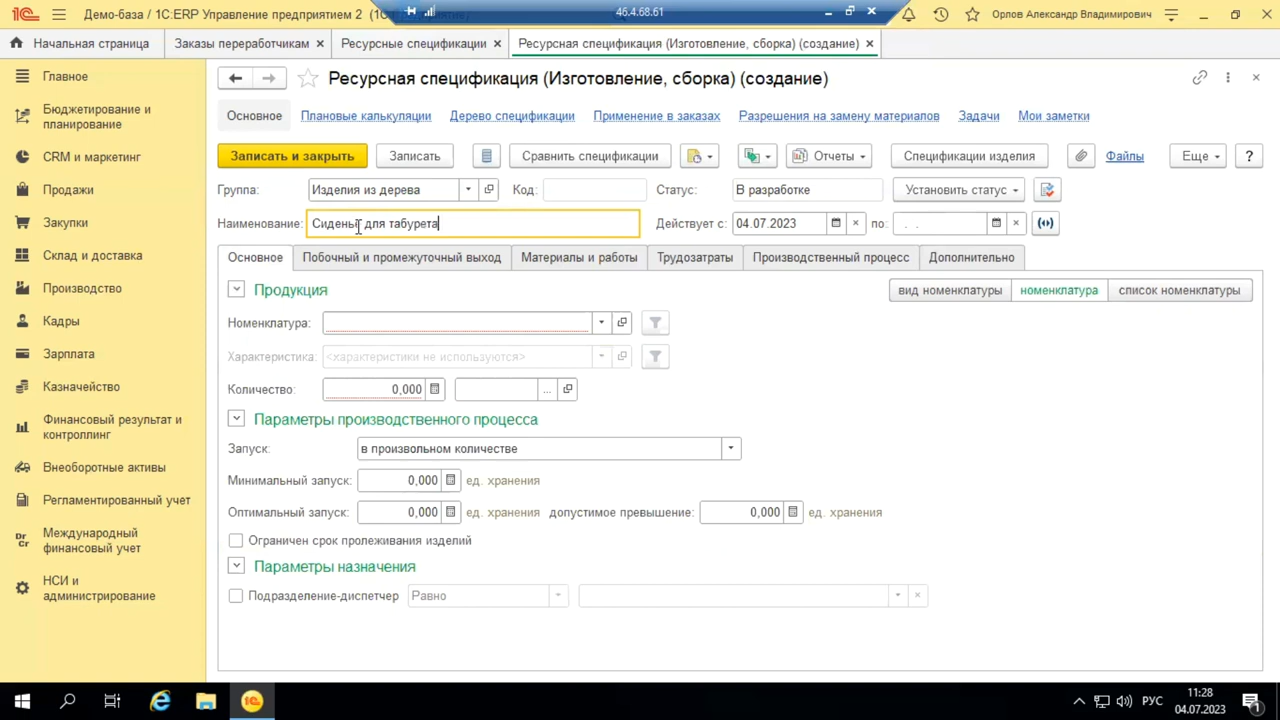 Демо-база / 1С:ERP Управление предприятием 2 (1С:
46.4.68.61
Орлов Александр Владимирович
Начальная страница
Заказы переработчикам
Ресурсные спецификации
Ресурсная спецификация (Изготовление, сборка) (создание)
Главное
Бюджетирование и планирование
CRM и маркетинг
Продажи
Закупки
Склад и доставка
Производство
Кадры
Зарплата
Казначейство
Финансовый результат и контроллинг
Внеоборотные активы
Регламентированный учет
Международный финансовый учет
НСИ и администрирование
Ресурсная спецификация (Изготовление, сборка) (создание)
Основное Плановые калькуляции Дерево спецификации Применение в заказах Разрешения на замену материалов Задачи Мои заметки
Записать и закрыть Записать Сравнить спецификации Отчеты Спецификации изделия Файлы Еще ?
Группа: Изделия из дерева Код: Статус: В разработке Установить статус
Наименование: Сиденье для табурета Действует с: 04.07.2023 по: . .
Основное Побочный и промежуточный выход Материалы и работы Трудозатраты Производственный процесс Дополнительно
Продукция вид номенклатуры номенклатура список номенклатуры
Номенклатура:
Характеристика: <характеристики не используются>
Количество: 0,000
Параметры производственного процесса
Запуск: в произвольном количестве
Минимальный запуск: 0,000 ед. хранения
Оптимальный запуск: 0,000 ед. хранения допустимое превышение: 0,000 ед. хранения
Ограничен срок пролеживания изделий
Параметры назначения
Подразделение-диспетчер Равно
РУС
11:28
04.07.2023